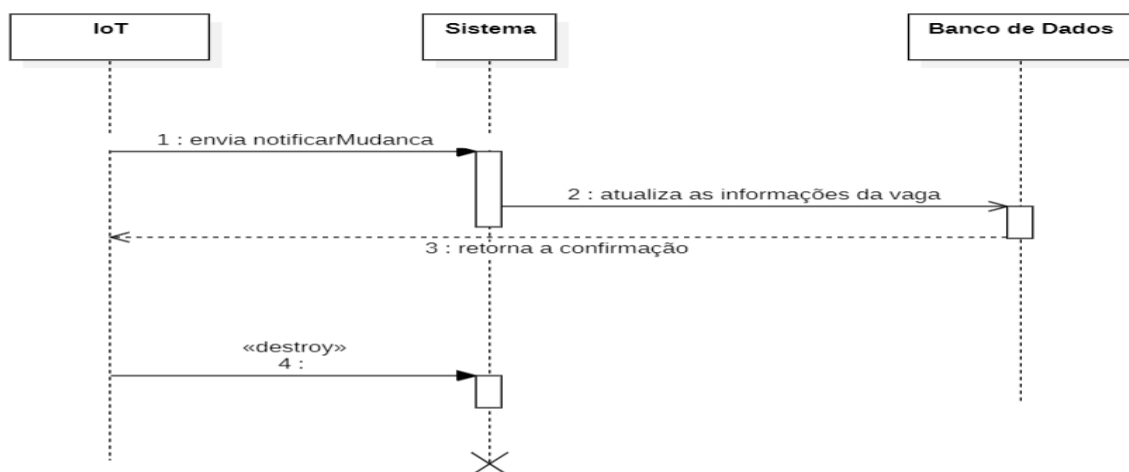 IoT
Sistema
Banco de Dados
1 : envia notificarMudanca
2 : atualiza as informações da vaga
3 : retorna a confirmação
«destroy»
4 :